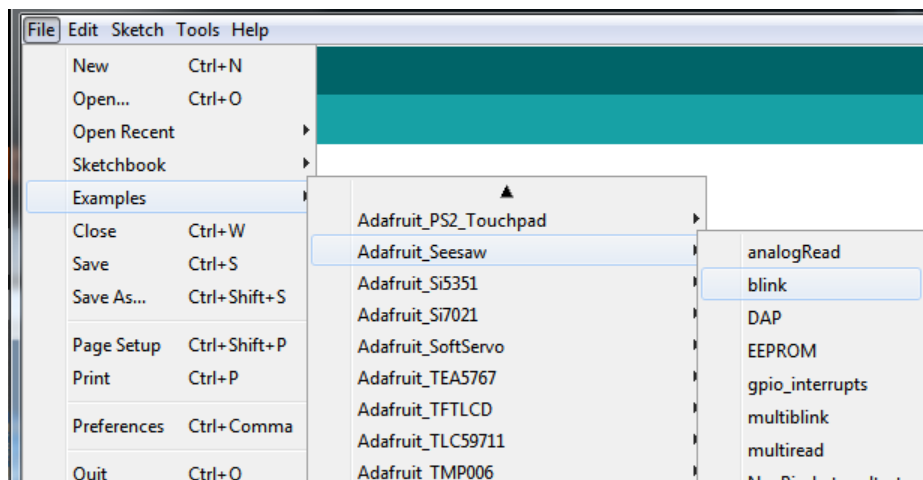 File Edit Sketch Tools Help
New Ctrl+N
Open... Ctrl+O
Open Recent
Sketchbook
Examples
Close Ctrl+W
Save Ctrl+S
Save As... Ctrl+Shift+S
Page Setup Ctrl+Shift+P
Print Ctrl+P
Preferences Ctrl+Comma
Quit
Adafruit_PS2_Touchpad
Adafruit_Seesaw
Adafruit_Si5351
Adafruit_Si7021
Adafruit_SoftServo
Adafruit_TEA5767
Adafruit_TFTLCD
Adafruit_TLC59711
Adafruit_TMP006
analogRead
blink
DAP
EEPROM
gpio_interrupts
multiblink
multiread